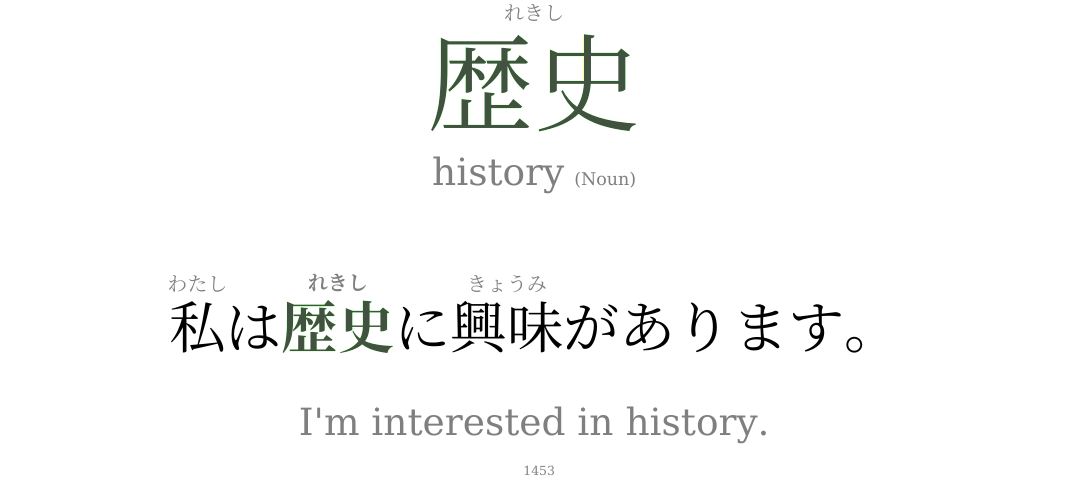 れきし
歴史
history (Noun)
わたし れきし きょうみ
私は歴史に興味があります。
I'm interested in history.
1453